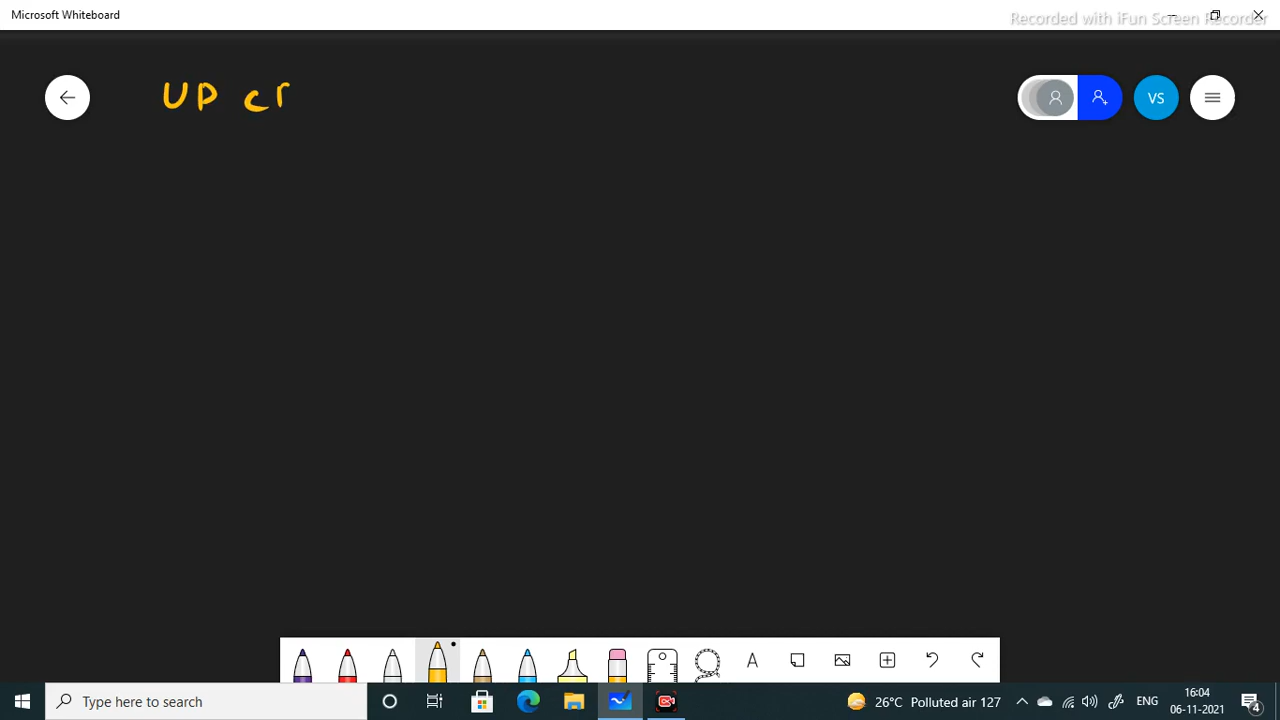 Microsoft Whiteboard
Recorded with iFun Screen Recorder
UP cr
VS
A
Type here to search
26°C Polluted air 127
ENG
16:04
06-11-2021
4